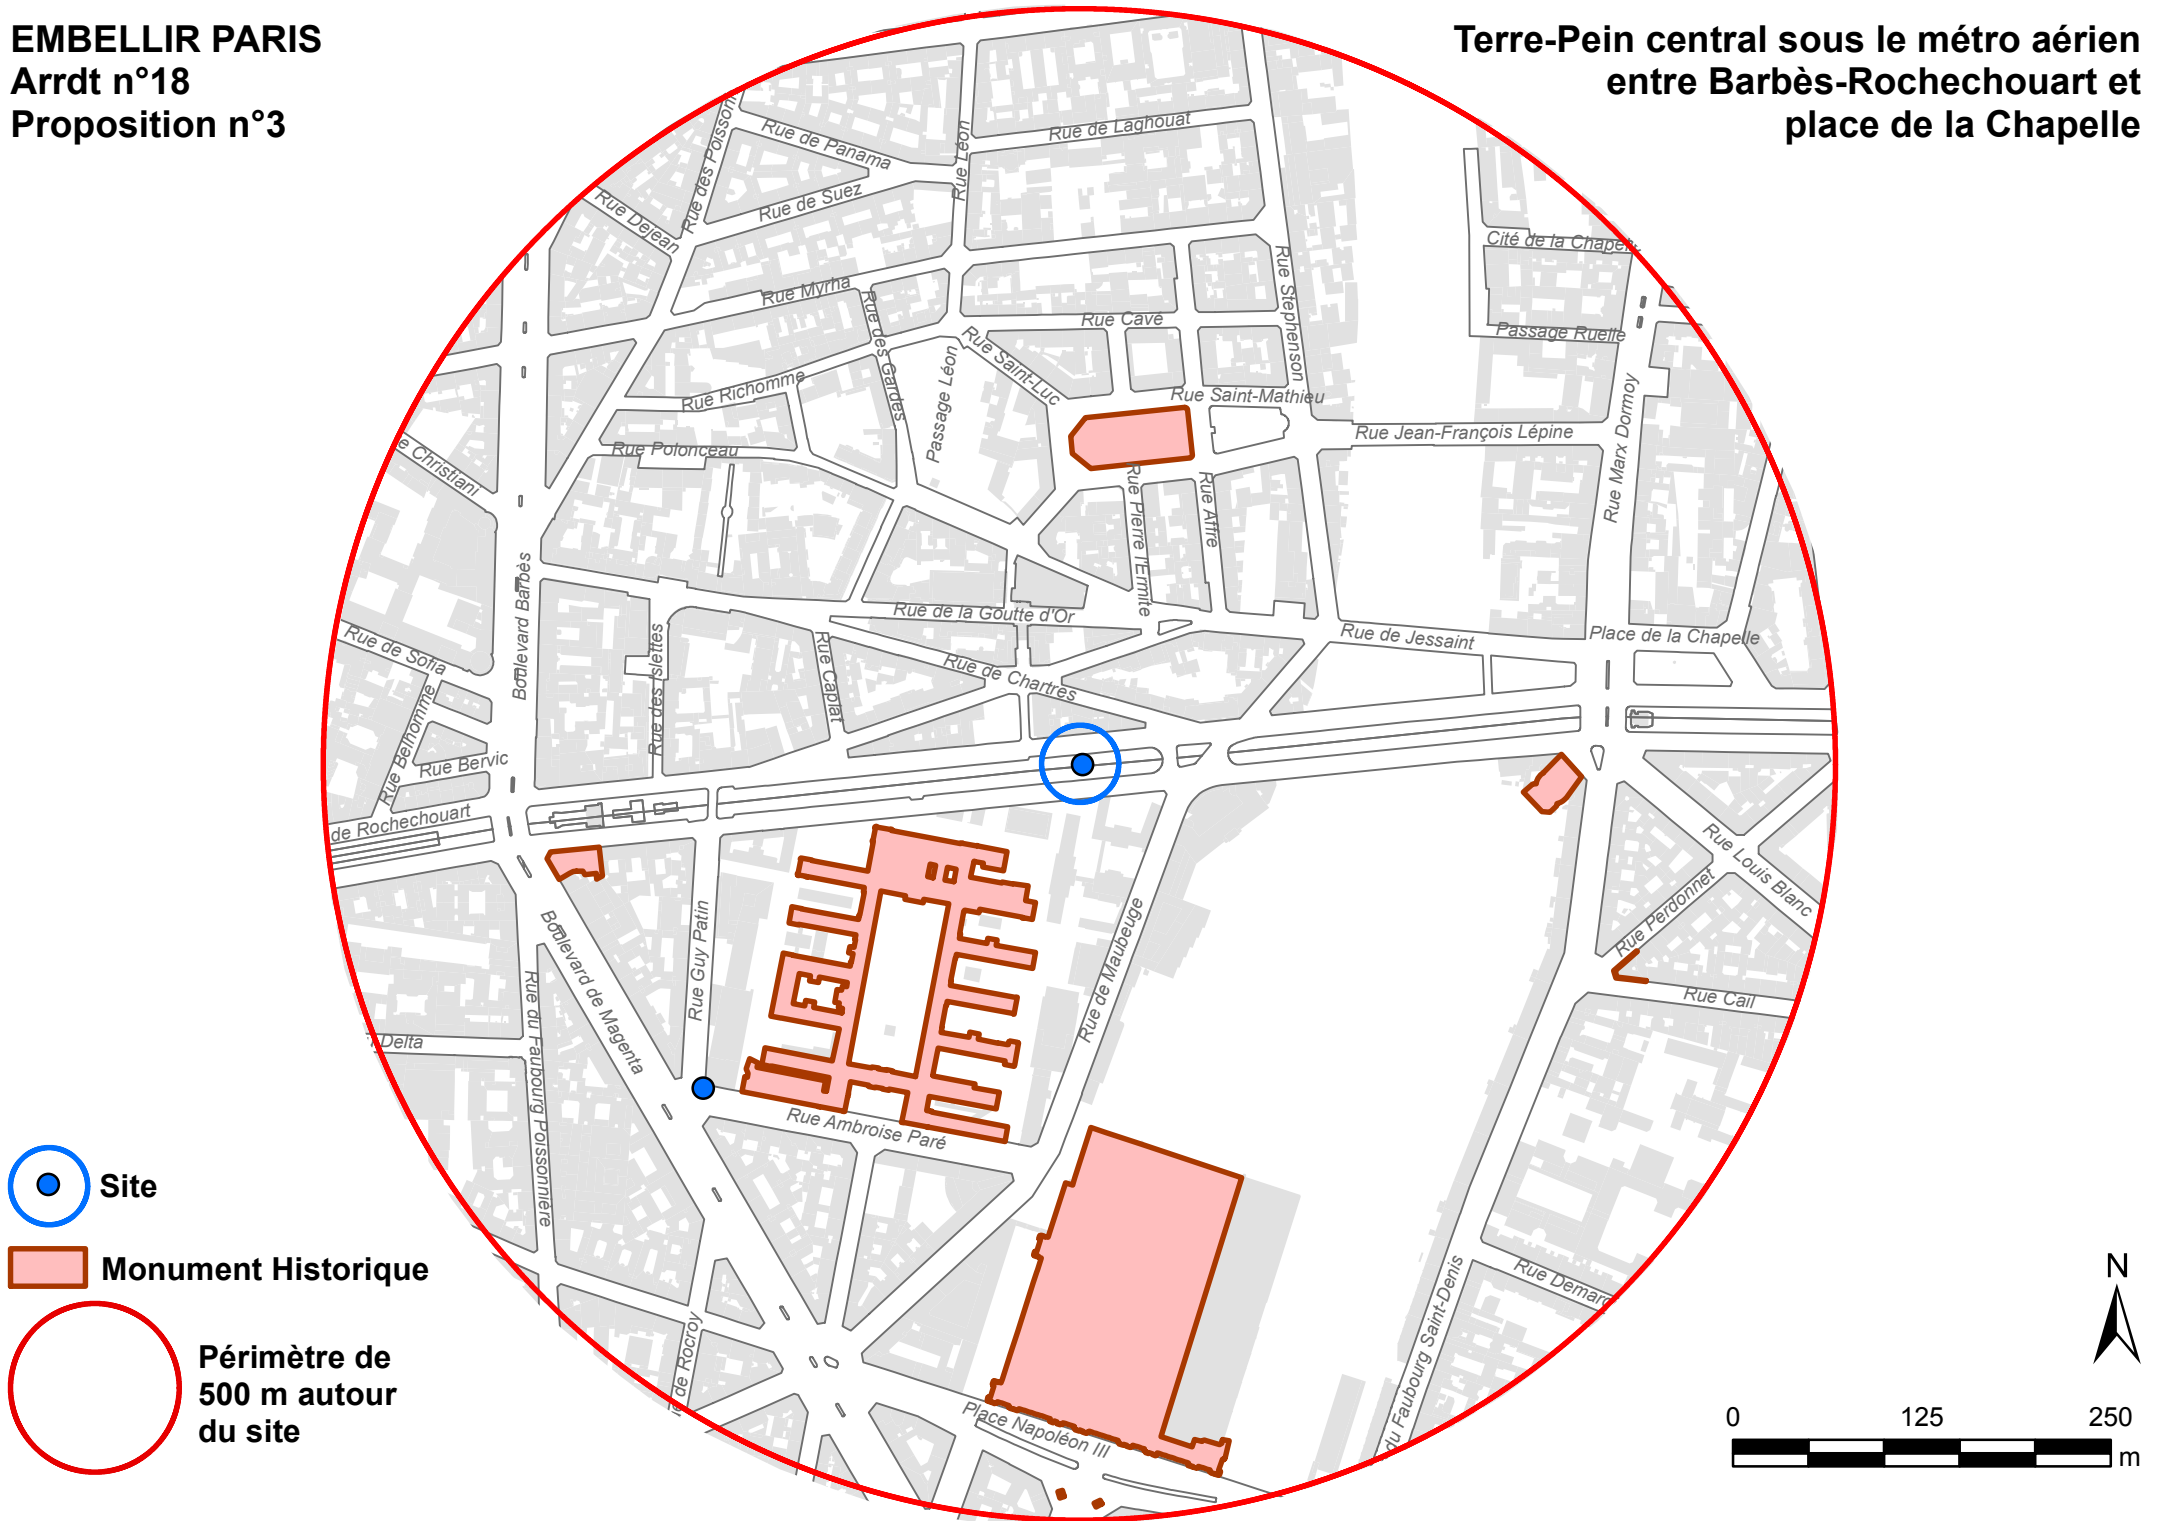 EMBELLIR PARIS
Arrdt n°18
Proposition n°3
Terre-Pein central sous le métro aérien
entre Barbès-Rochechouart et
place de la Chapelle
Rue des Poisson
Rue de Panama
Rue Léon
Rue de Laghouat
Rue de Suez
Rue Dejean
Cité de la Chapel
Rue Myrha
Rue des Gardes
Rue Cavé
Rue Stephenson
Passage Ruelle
Rue Saint-Luc
Passage Léon
Rue Richomme
Rue Saint-Mathieu
Rue Jean-François Lépine
Rue Marx Dormoy
Rue Polonceau
e Christiani
Rue Pierre l'Ermite
Rue Affre
Boulevard Barbès
Rue de la Goutte d'Or
Rue de Jessaint
Place de la Chapelle
Rue de Sofia
Rue des Islettes
Rue Caplat
Rue de Chartres
Rue Belhomme
Rue Bervic
de Rochechouart
Rue Louis Blanc
Rue Perdonnet
Rue Cail
Boulevard de Magenta
Rue Guy Patin
Rue de Maubeuge
Rue du Faubourg Poissonnière
Delta
Rue Ambroise Paré
Rue Demarq
du Faubourg Saint-Denis
de Rocroy
Place Napoléon III
Site
Monument Historique
Périmètre de
500 m autour
du site
N
0 125 250
m